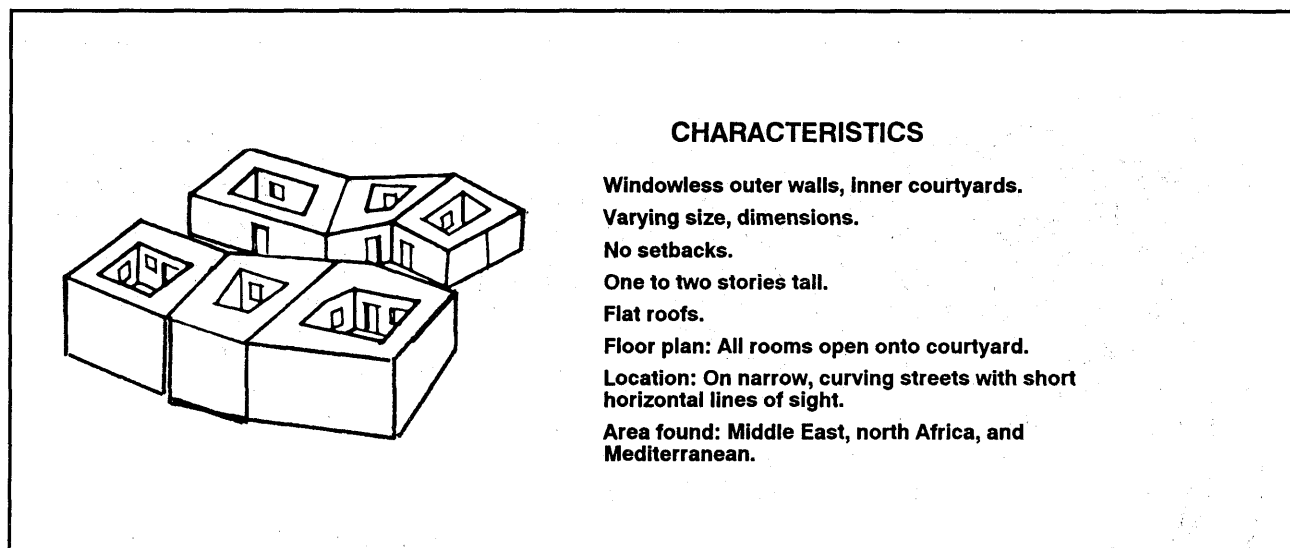 CHARACTERISTICS
Windowless outer walls, inner courtyards.
Varying size, dimensions.
No setbacks.
One to two stories tall.
Flat roofs.
Floor plan: All rooms open onto courtyard.
Location: On narrow, curving streets with short
horizontal lines of sight.
Area found: Middle East, north Africa, and
Mediterranean.